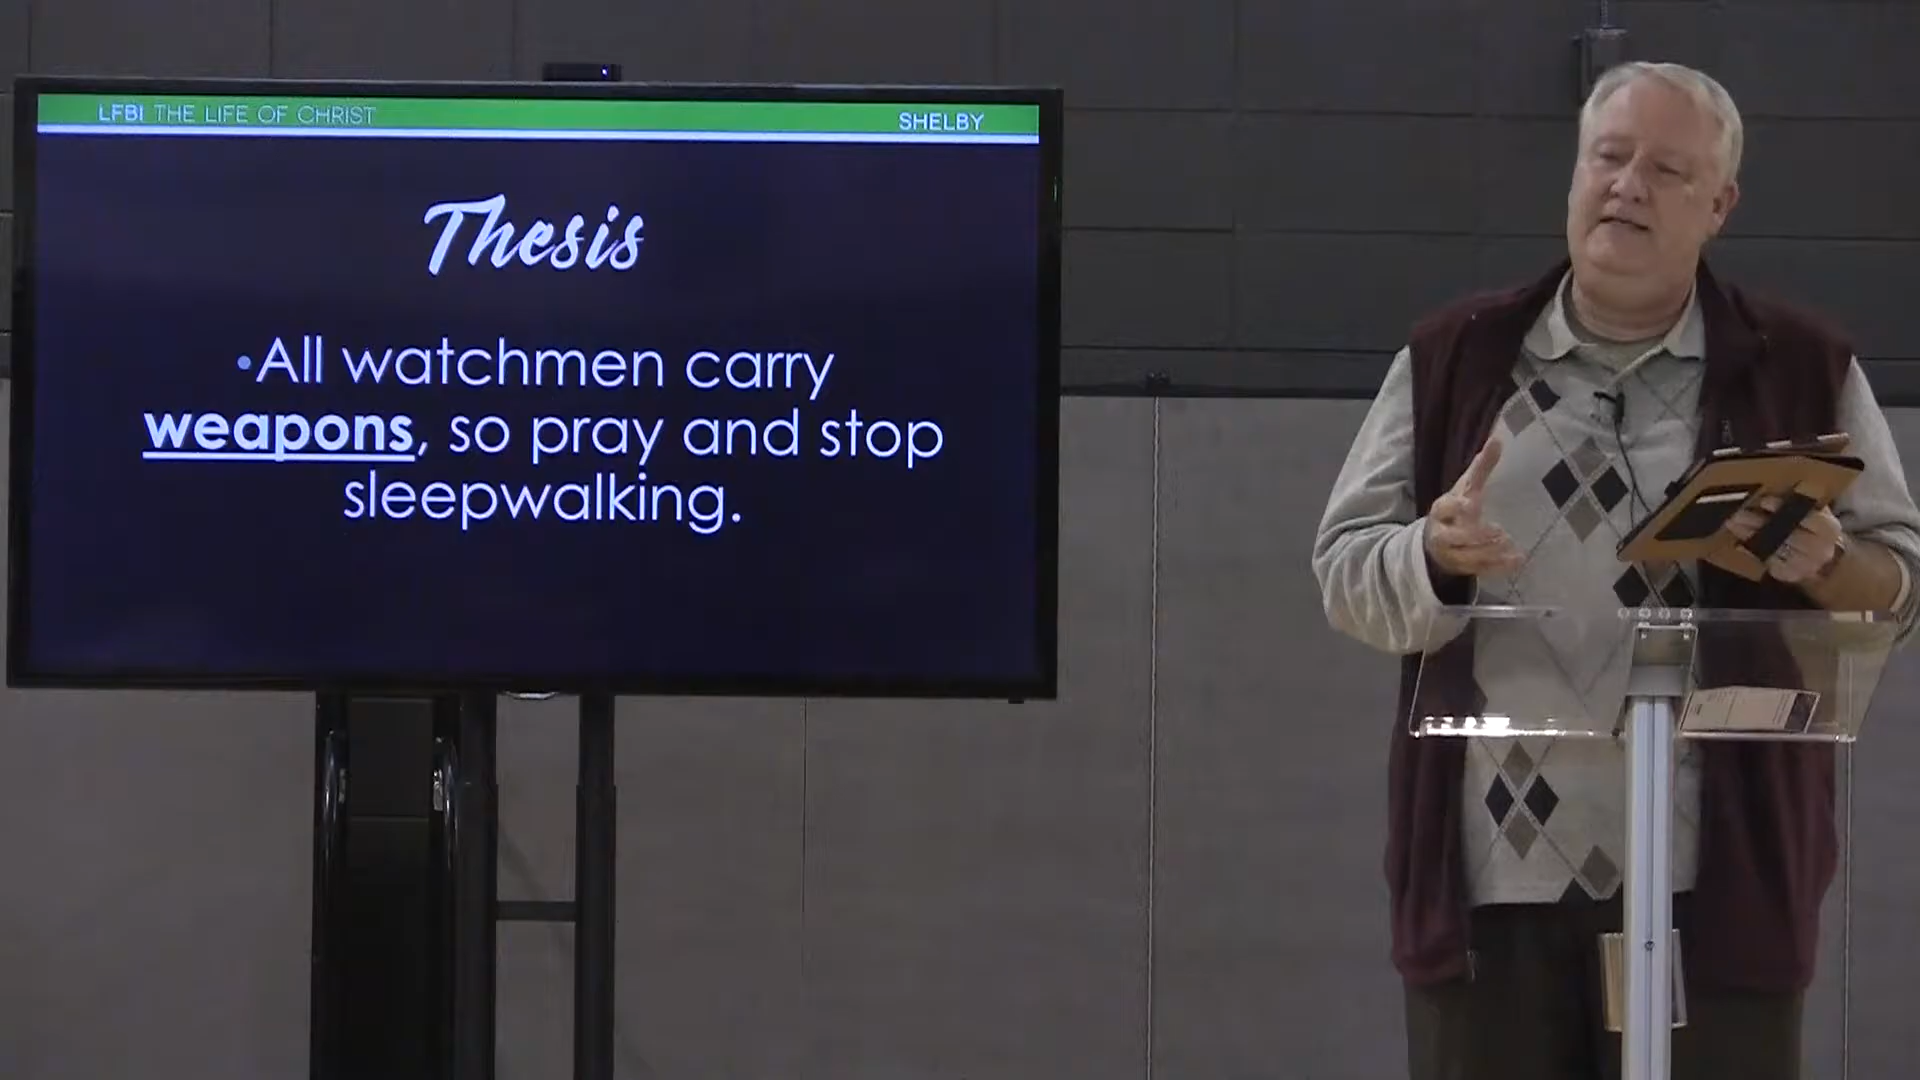 LFBI THE LIFE OF CHRIST SHELBY
Thesis
•All watchmen carry
weapons, so pray and stop
sleepwalking.